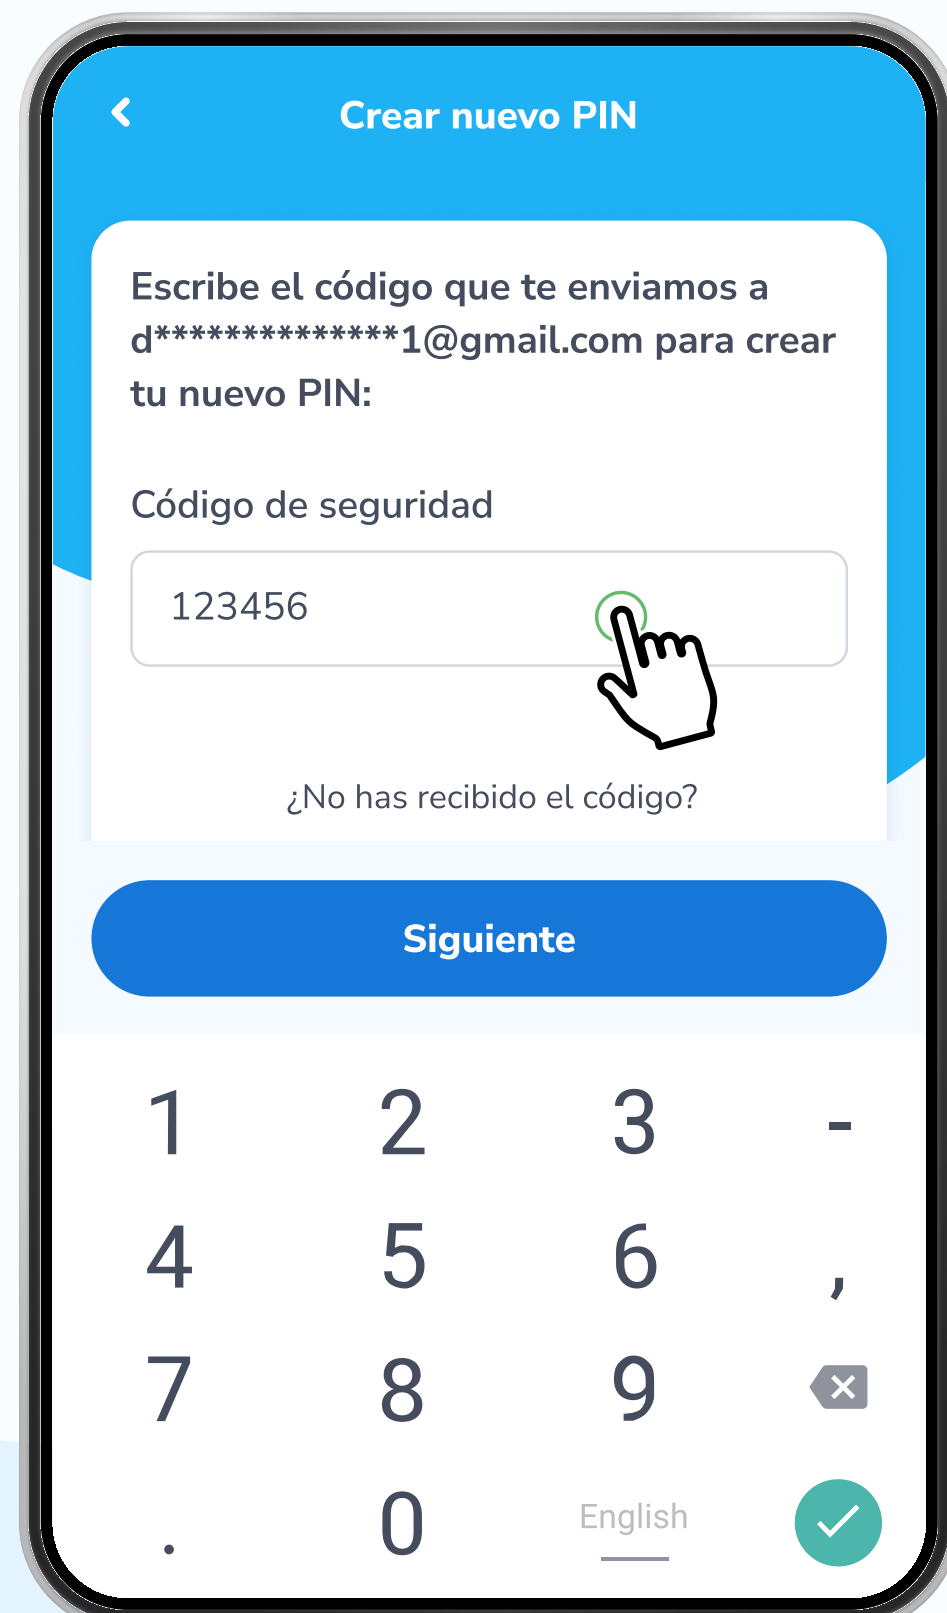 Crear nuevo PIN
Escribe el código que te enviamos a
d**************1@gmail.com para crear
tu nuevo PIN:
Código de seguridad
123456
¿No has recibido el código?
Siguiente
1 2 3 -
4 5 6 ,
7 8 9
. 0 English